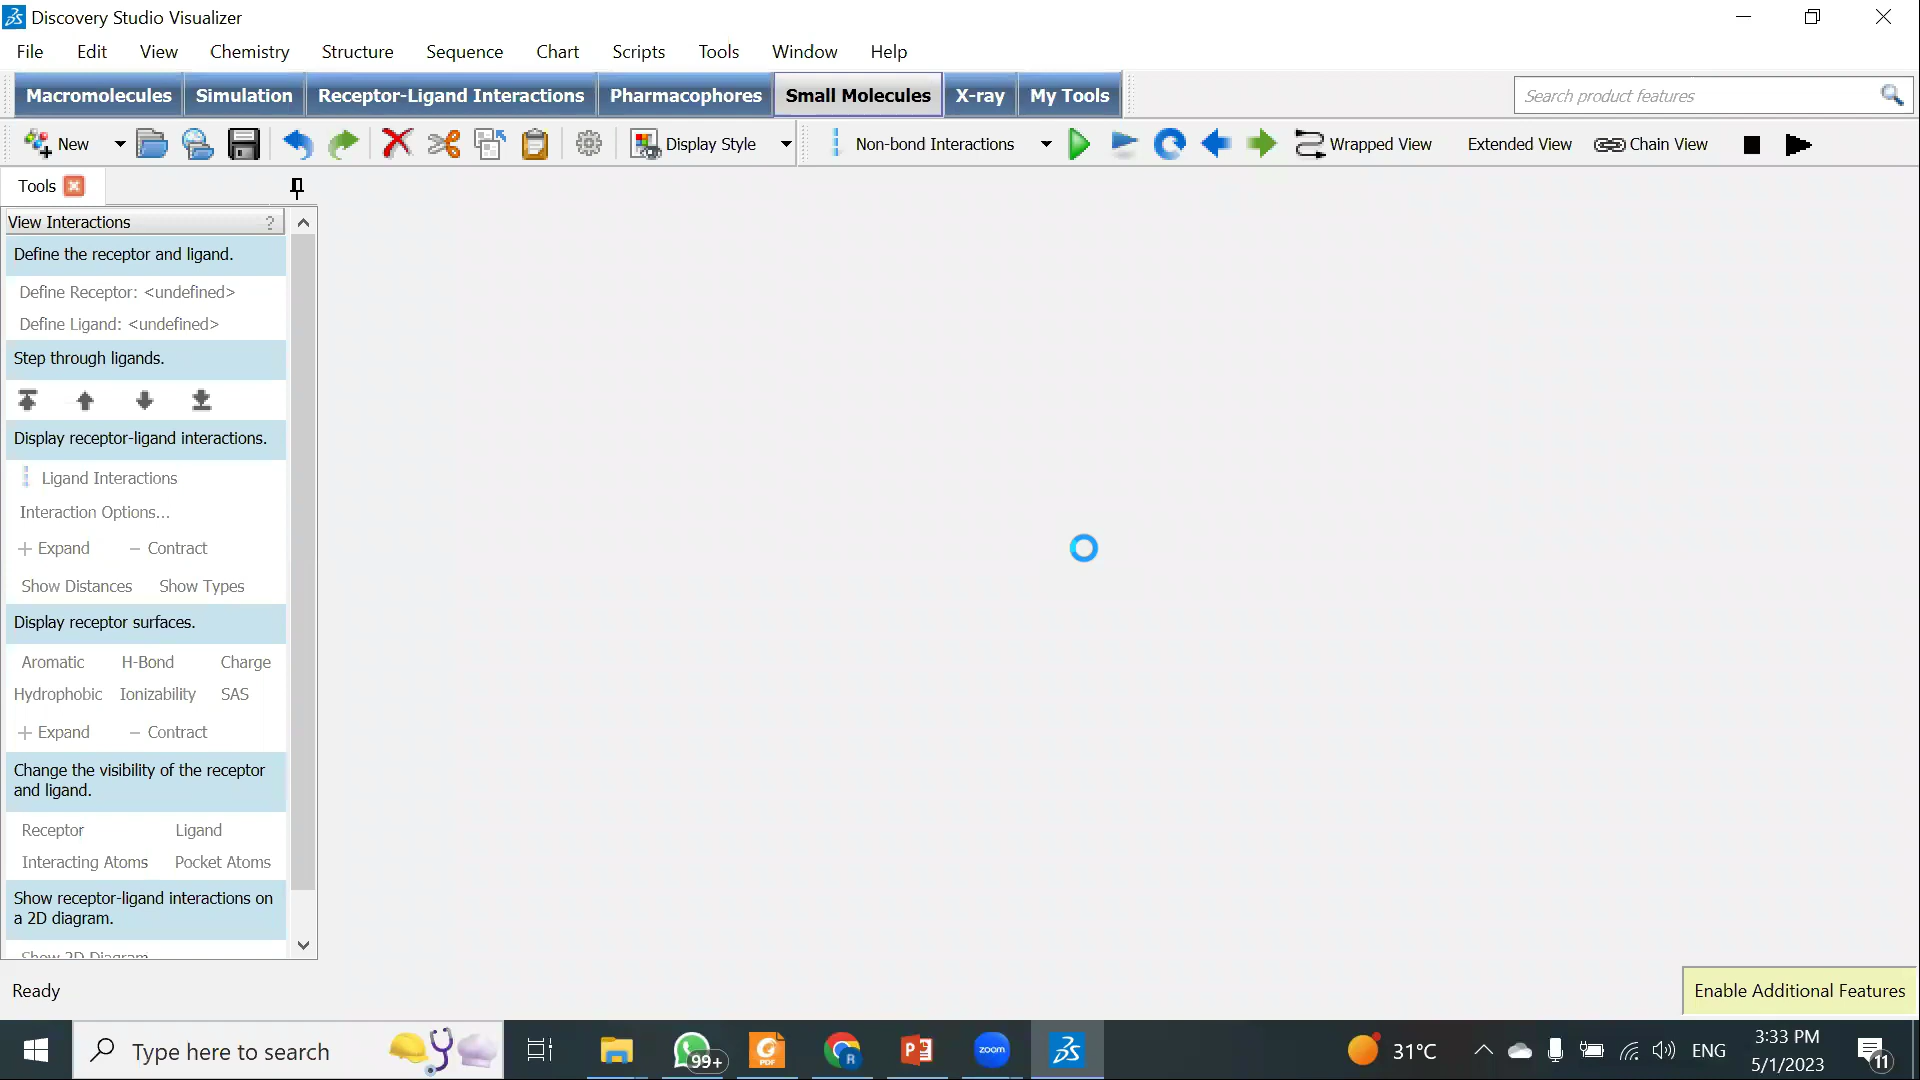 Discovery Studio Visualizer
File Edit View Chemistry Structure Sequence Chart Scripts Tools Window Help
Macromolecules Simulation Receptor-Ligand Interactions Pharmacophores Small Molecules X-ray My Tools Search product features
New Display Style Non-bond Interactions Wrapped View Extended View Chain View
Tools
View Interactions ?
Define the receptor and ligand.
Define Receptor: <undefined>
Define Ligand: <undefined>
Step through ligands.
Display receptor-ligand interactions.
Ligand Interactions
Interaction Options...
+ Expand − Contract
Show Distances Show Types
Display receptor surfaces.
Aromatic H-Bond Charge
Hydrophobic Ionizability SAS
+ Expand − Contract
Change the visibility of the receptor
and ligand.
Receptor Ligand
Interacting Atoms Pocket Atoms
Show receptor-ligand interactions on
a 2D diagram.
Show 2D Diagram
Ready Enable Additional Features
Type here to search 99+ PDF R P zoom 31°C ENG 3:33 PM 11
5/1/2023